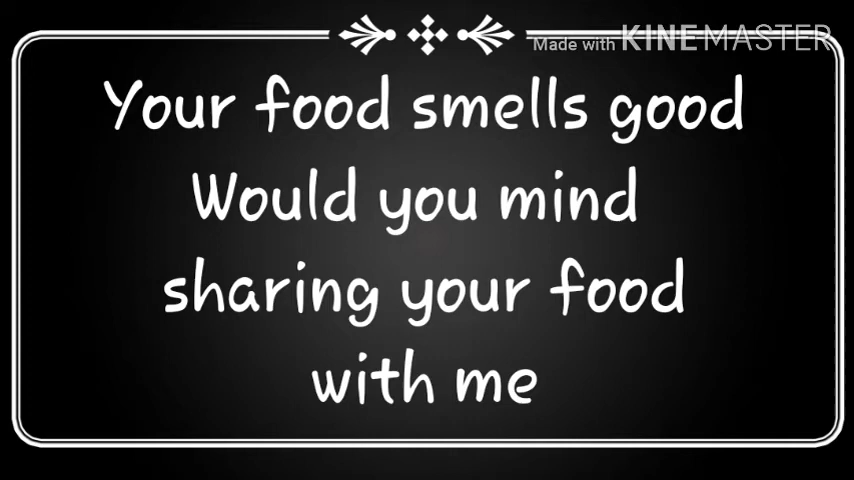 Made with KINEMASTER
Your food smells good
Would you mind
sharing your food
with me